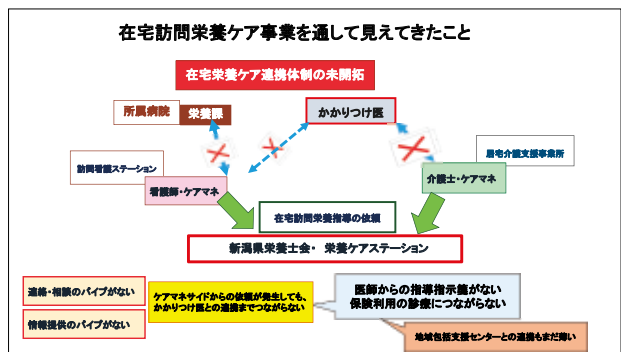 在宅訪問栄養ケア事業を通して見えてきたこと
在宅栄養ケア連携体制の未開拓
所属病院
栄養課
かかりつけ医
訪問看護ステーション
看護師・ケアマネ
居宅介護支援事業所
介護士・ケアマネ
在宅訪問栄養指導の依頼
新潟県栄養士会・ 栄養ケアステーション
連絡・相談のパイプがない
情報提供のパイプがない
ケアマネサイドからの依頼が発生しても、
かかりつけ医との連携までつながらない
医師からの指導指示箋がない
保険利用の診療につながらない
地域包括支援センターとの連携もまだ薄い